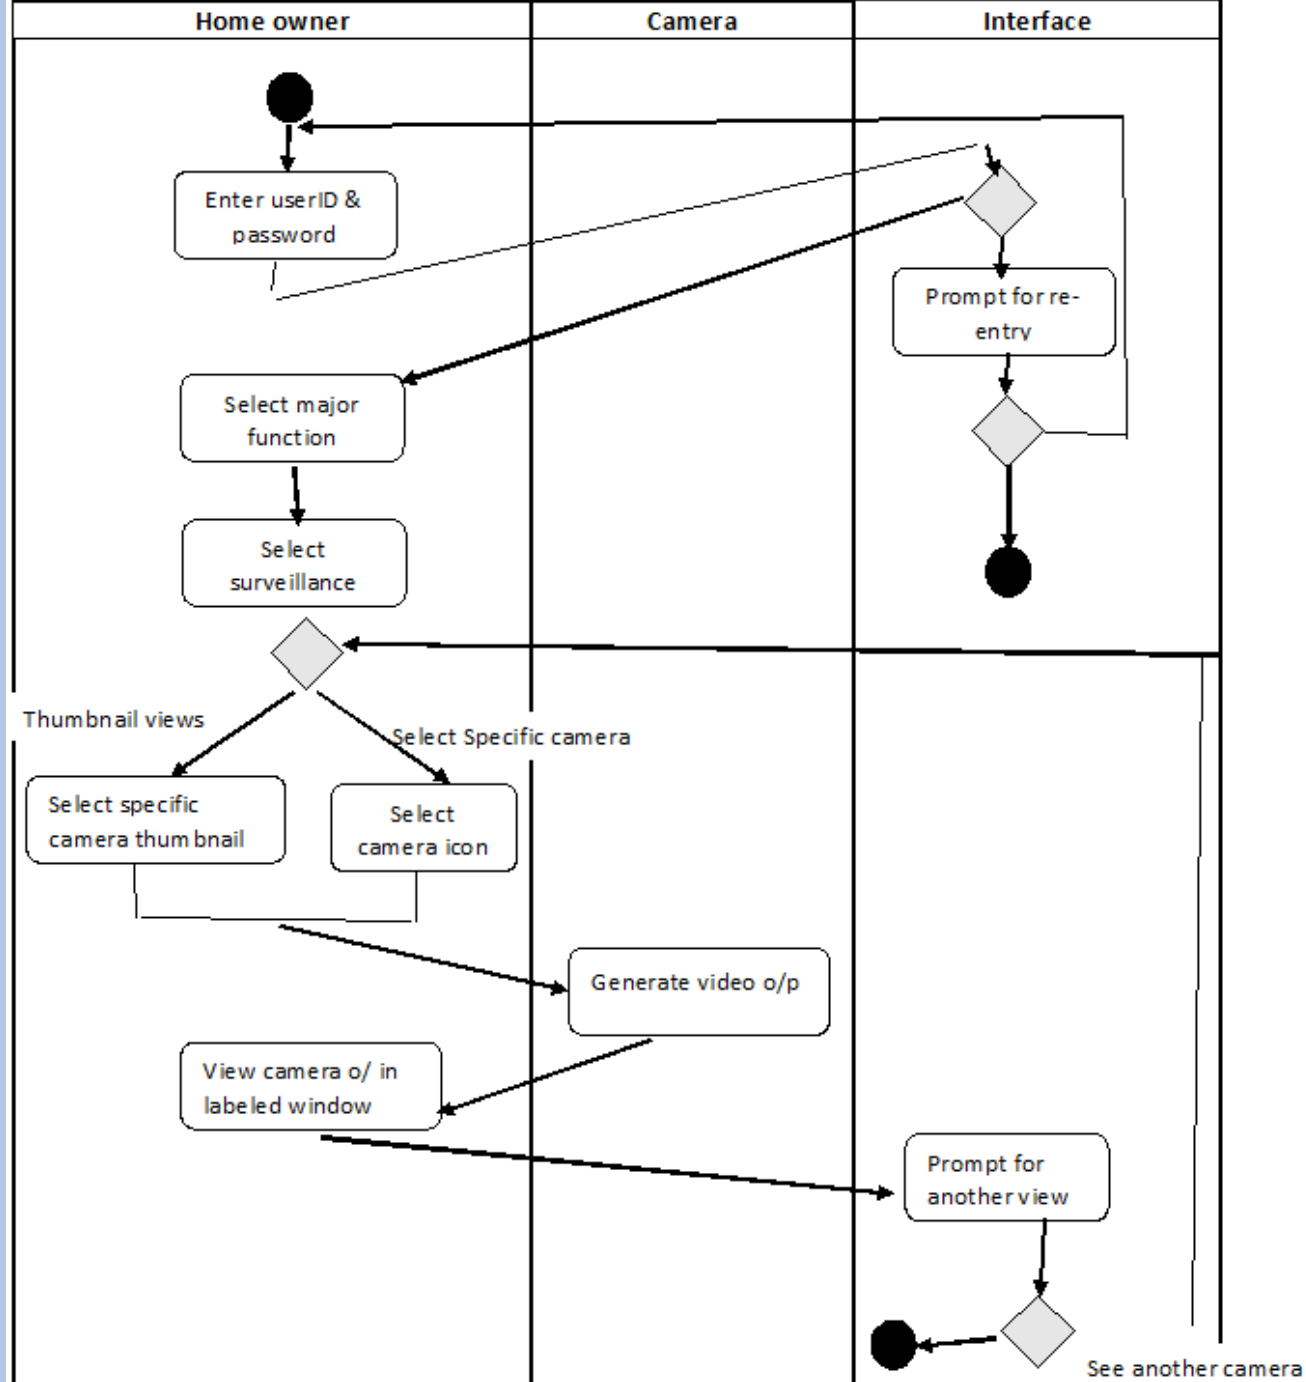 Home owner
Camera
Interface
Enter userID &
password
Prompt for re-
entry
Select major
function
Select
surveillance
Thumbnail views
Select Specific camera
Select specific
camera thumbnail
Select
camera icon
Generate video o/p
View camera o/ in
labeled window
Prompt for
another view
See another camera